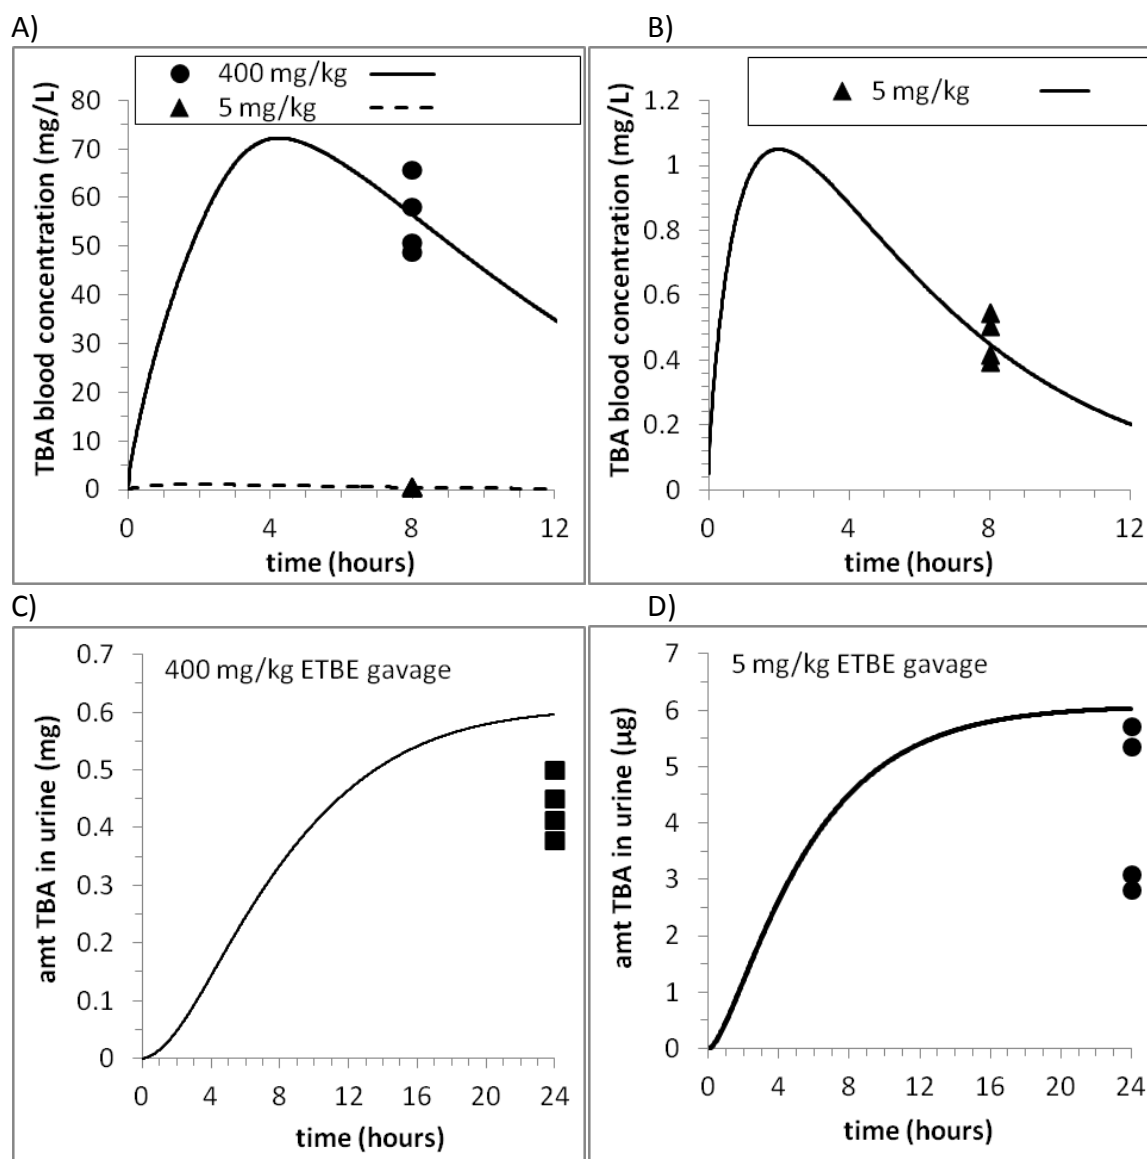 A)
400 mg/kg
5 mg/kg
TBA blood concentration (mg/L)
80
70
60
50
40
30
20
10
0
0 4 8 12
time (hours)
B)
5 mg/kg
TBA blood concentration (mg/L)
1.2
1
0.8
0.6
0.4
0.2
0
0 4 8 12
time (hours)
C)
400 mg/kg ETBE gavage
amt TBA in urine (mg)
0.7
0.6
0.5
0.4
0.3
0.2
0.1
0
0 4 8 12 16 20 24
time (hours)
D)
5 mg/kg ETBE gavage
amt TBA in urine (µg)
7
6
5
4
3
2
1
0
0 4 8 12 16 20 24
time (hours)